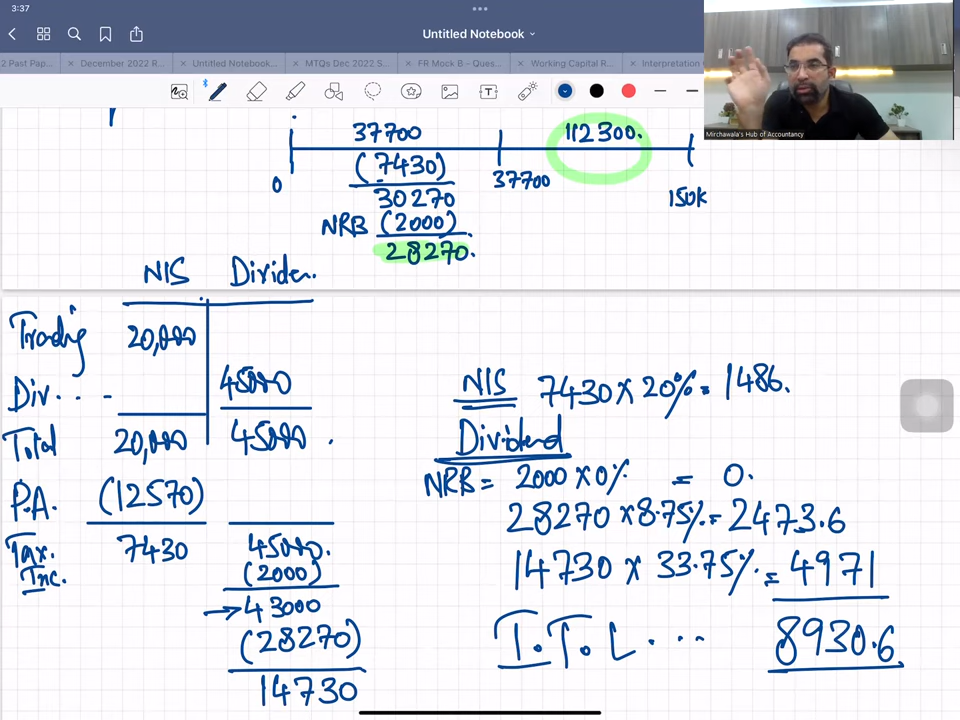 3:37
Untitled Notebook
2 Past Pap...
December 2022 R...
Untitled Notebook...
MTQs Dec 2022 S...
FR Mock B - Ques...
Working Capital R...
Interpretation
Mirchawala's Hub of Accountancy
37700
112300.
0
(7430)
37700
150K
30270
NRB (2000)
28270.
NIS Dividen.
Trading 20,000
Div... - 45000
Total 20,000 45000
P.A. (12570)
Tax. 7430 45000.
Inc. (2000)
→ 43000
(28270)
14730
NIS 7430 x 20% = 1486.
Dividend
NRB = 2000 x 0% = 0.
28270 x 8.75% = 2473.6
14730 x 33.75% = 4971
I.T.L... 8930.6